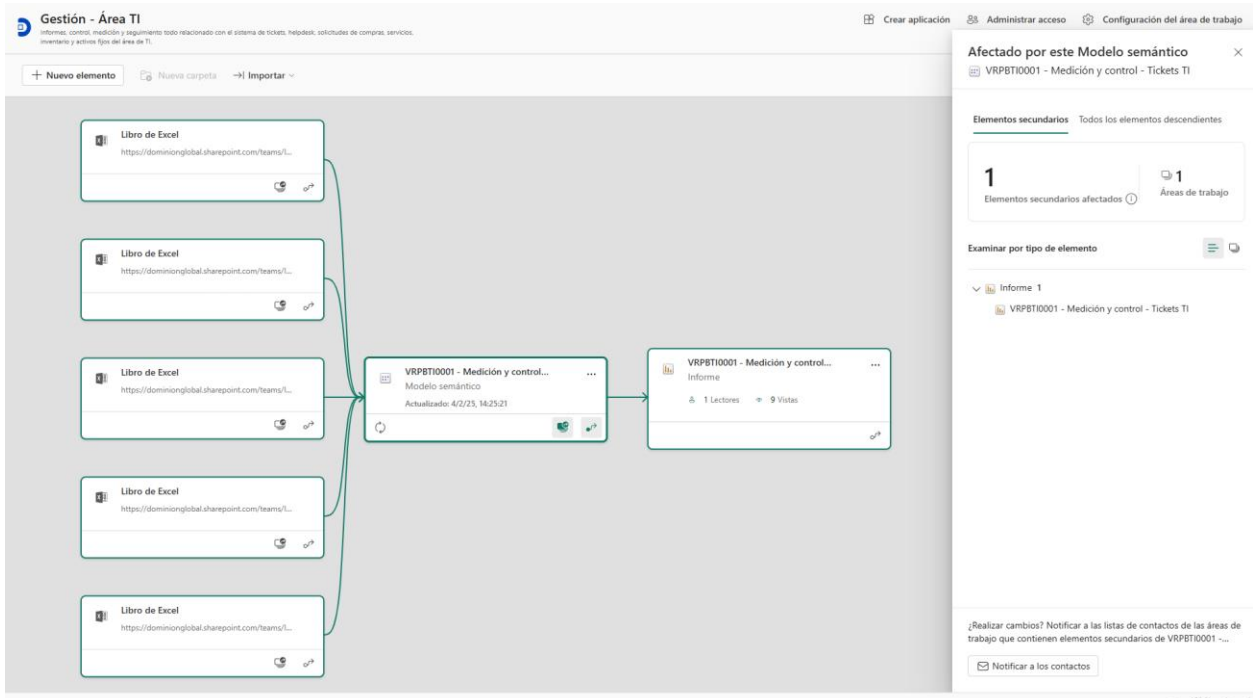 Gestión - Área TI
Informes, control, medición y seguimiento todo relacionado con el sistema de tickets, helpdesk, solicitudes de compras, servicios,
inventario y activos fijos del área de TI.
Crear aplicación
Administrar acceso
Configuración del área de trabajo
Nuevo elemento
Nueva carpeta
Importar
Libro de Excel
https://dominionglobal.sharepoint.com/teams/I...
Libro de Excel
https://dominionglobal.sharepoint.com/teams/I...
Libro de Excel
https://dominionglobal.sharepoint.com/teams/I...
Libro de Excel
https://dominionglobal.sharepoint.com/teams/I...
Libro de Excel
https://dominionglobal.sharepoint.com/teams/I...
VRPBTI0001 - Medición y control...
Modelo semántico
Actualizado: 4/2/25, 14:25:21
VRPBTI0001 - Medición y control...
Informe
1 Lectores 9 Vistas
Afectado por este Modelo semántico
VRPBTI0001 - Medición y control - Tickets TI
Elementos secundarios Todos los elementos descendientes
1
Elementos secundarios afectados
1
Áreas de trabajo
Examinar por tipo de elemento
Informe 1
VRPBTI0001 - Medición y control - Tickets TI
¿Realizar cambios? Notificar a las listas de contactos de las áreas de
trabajo que contienen elementos secundarios de VRPBTI0001 -...
Notificar a los contactos